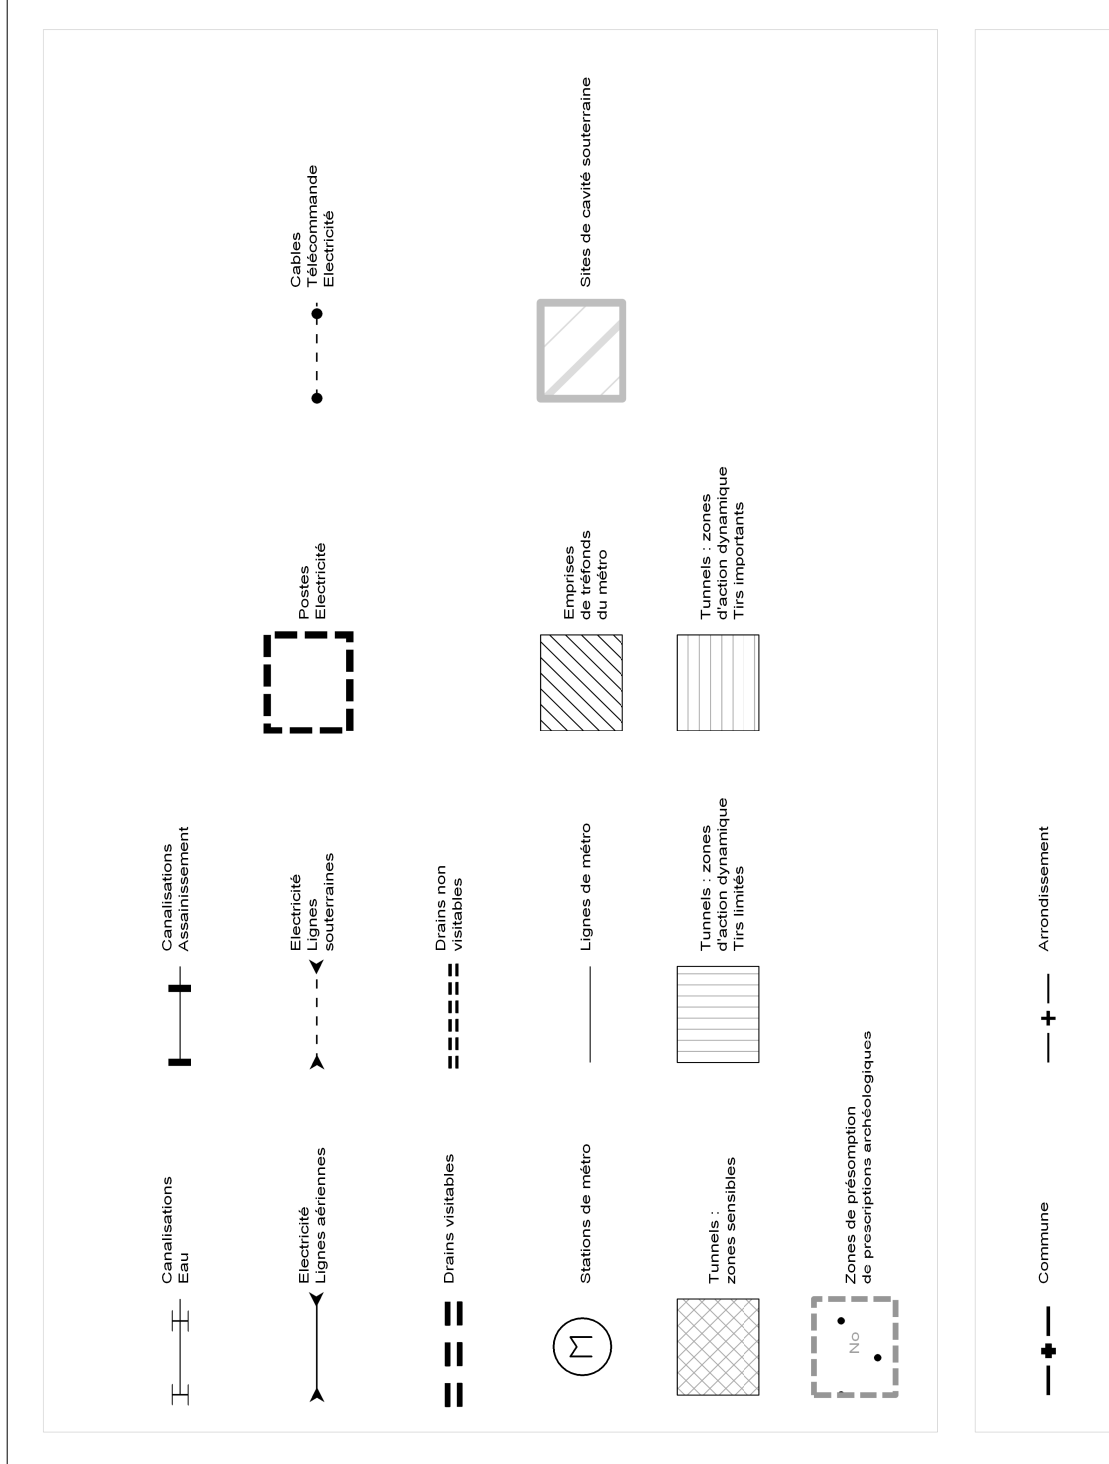 Canalisations
Eau
Canalisations
Assainissement
Electricité
Lignes aériennes
Electricité
Lignes
souterraines
Postes
Electricité
Cables
Télécommande
Electricité
Drains visitables
Drains non
visitables
M
Stations de métro
Lignes de métro
Emprises
de tréfonds
du métro
Sites de cavité souterraine
Tunnels :
zones sensibles
Tunnels : zones
d'action dynamique
Tirs limités
Tunnels : zones
d'action dynamique
Tirs importants
No
Zones de présomption
de prescriptions archéologiques
Commune
Arrondissement